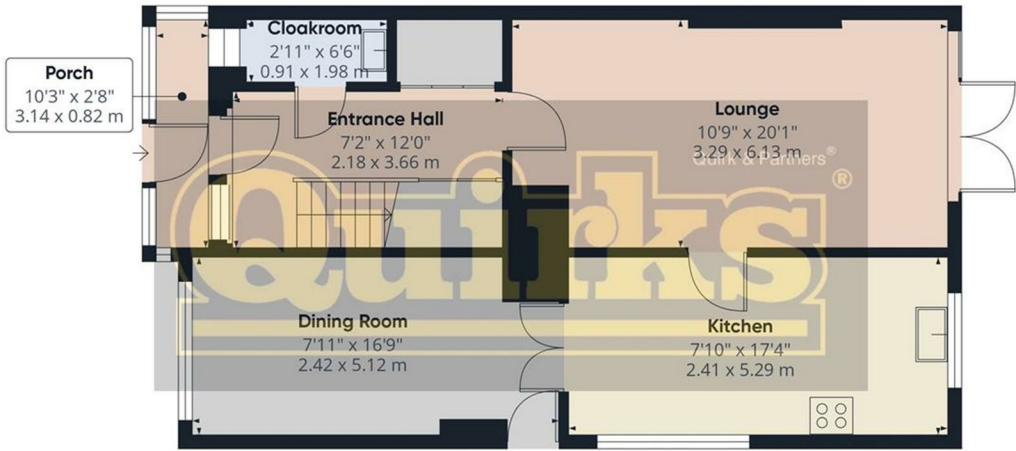 Cloakroom
2'11" x 6'6"
0.91 x 1.98 m
Porch
10'3" x 2'8"
3.14 x 0.82 m
Entrance Hall
7'2" x 12'0"
2.18 x 3.66 m
Lounge
10'9" x 20'1"
3.29 x 6.13 m
Quirk & Partners®
Quirks®
Dining Room
7'11" x 16'9"
2.42 x 5.12 m
Kitchen
7'10" x 17'4"
2.41 x 5.29 m